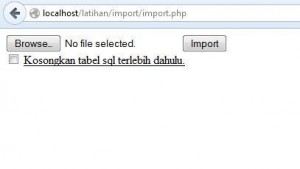 localhost/latihan/import/import.php
Browse.. No file selected. Import
Kosongkan tabel sql terlebih dahulu.